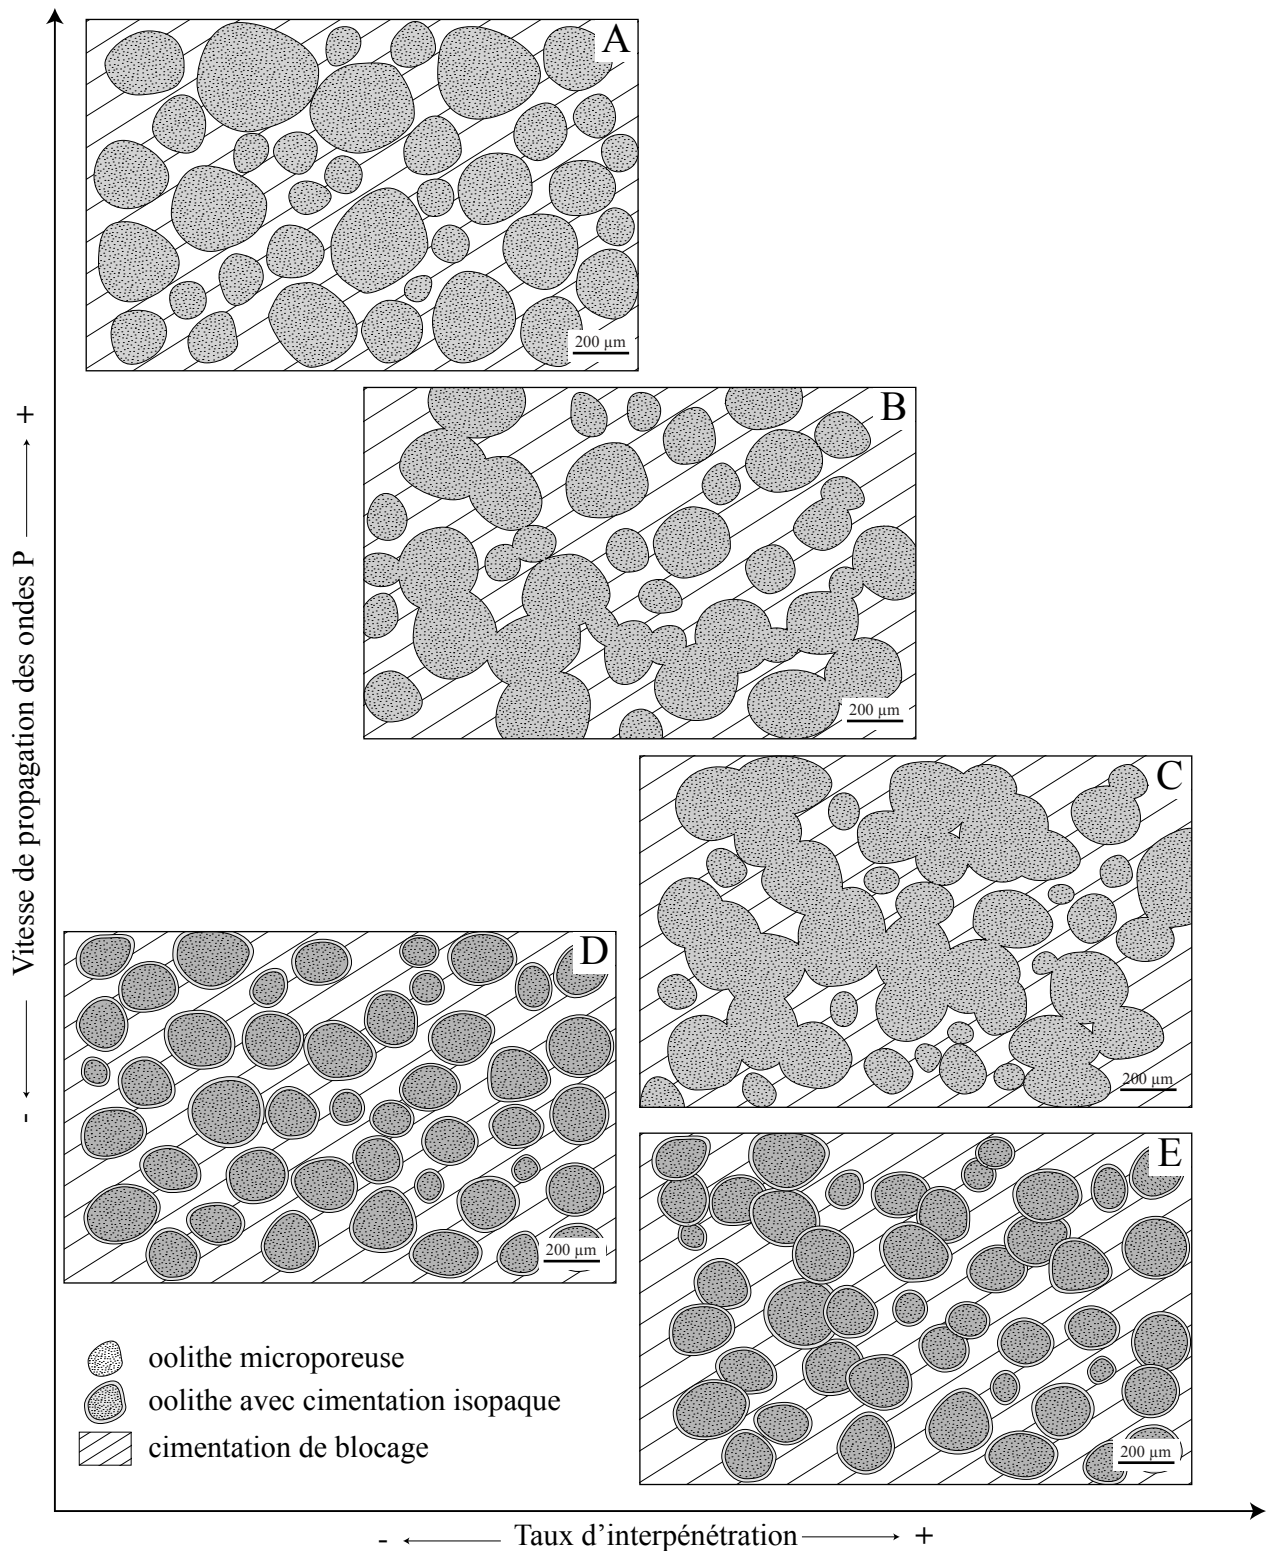 A
200 µm
B
200 µm
C
200 µm
D
200 µm
E
200 µm
- Vitesse de propagation des ondes P +
oolithe microporeuse
oolithe avec cimentation isopaque
cimentation de blocage
- Taux d’interpénétration +